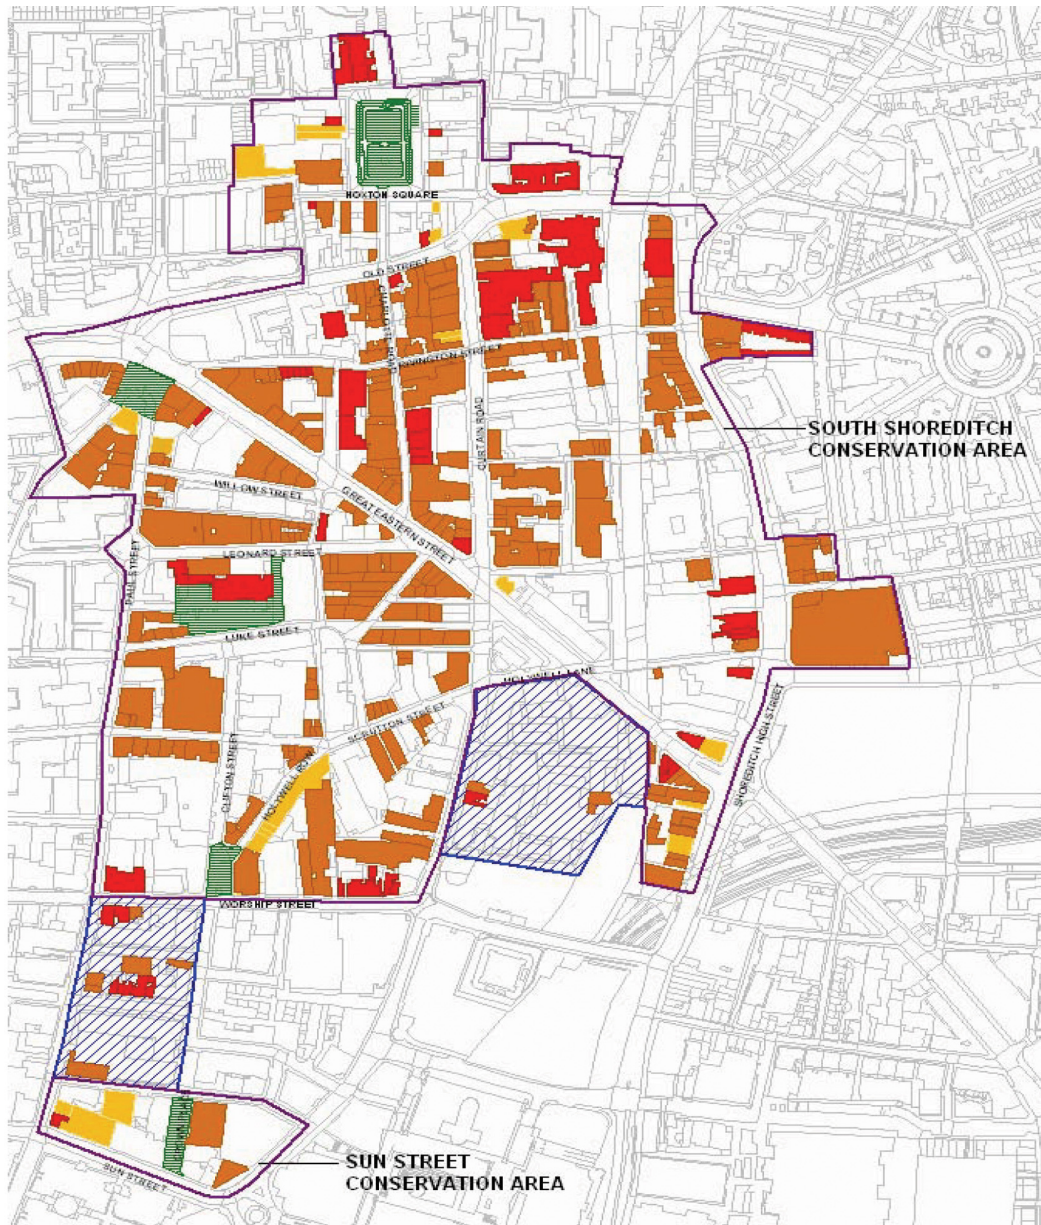 HOXTON SQUARE
OLD STREET
CHARLOTTE ROAD
RIVINGTON STREET
CURTAIN ROAD
SOUTH SHOREDITCH
CONSERVATION AREA
WILLOW STREET
GREAT EASTERN STREET
LEONARD STREET
PAUL STREET
LUKE STREET
HOLYWELL LANE
SCRUTTON STREET
SHOREDITCH HIGH STREET
CLIFTON STREET
HOLYWELL ROW
WORSHIP STREET
SUN STREET
CONSERVATION AREA
SUN STREET